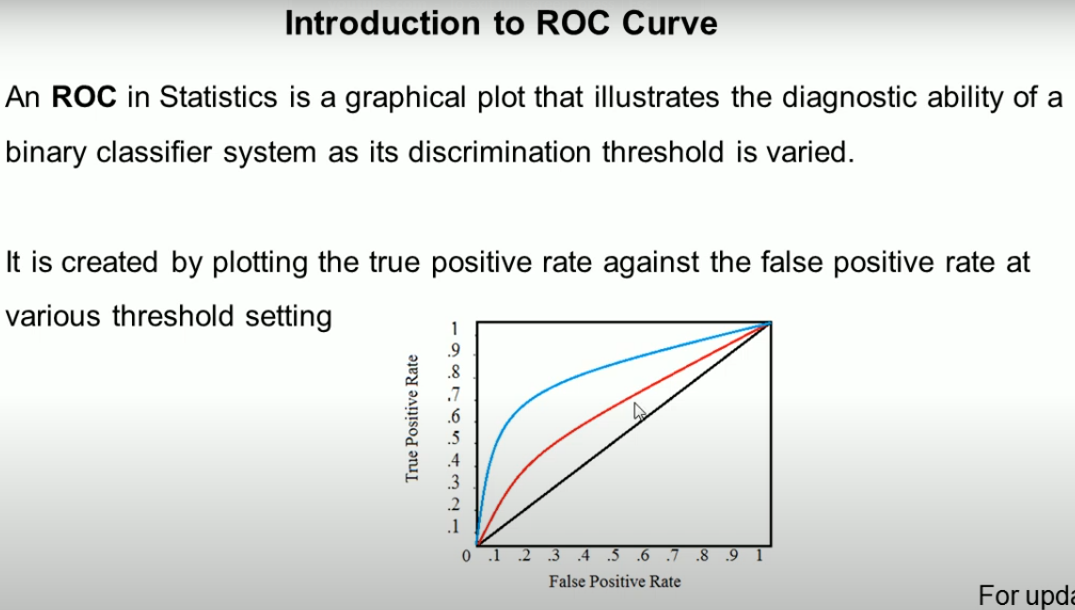 Introduction to ROC Curve
An ROC in Statistics is a graphical plot that illustrates the diagnostic ability of a
binary classifier system as its discrimination threshold is varied.
It is created by plotting the true positive rate against the false positive rate at
various threshold setting
True Positive Rate
1
.9
.8
.7
.6
.5
.4
.3
.2
.1
0 .1 .2 .3 .4 .5 .6 .7 .8 .9 1
False Positive Rate
For upda